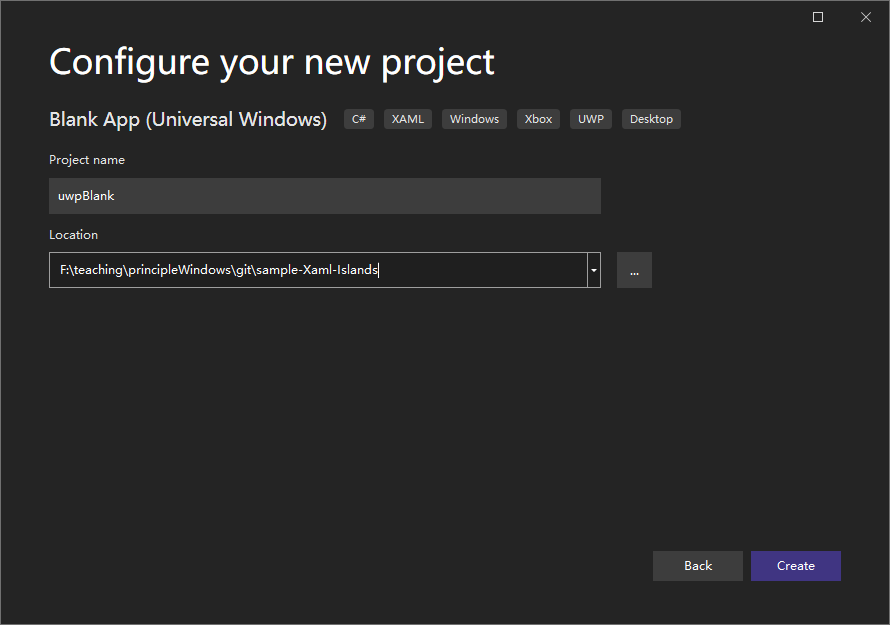 Configure your new project
Blank App (Universal Windows) C# XAML Windows Xbox UWP Desktop
Project name
uwpBlank
Location
F:\teaching\principleWindows\git\sample-Xaml-Islands
...
Back Create